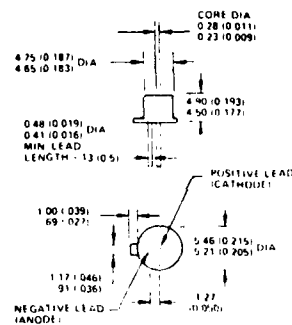 CORE DIA
0.28 (0.011)
0.23 (0.009)
4.75 (0.187)
4.65 (0.183) DIA
4.90 (0.193)
4.50 (0.177)
0.48 (0.019)
0.41 (0.016) DIA
MIN. LEAD
LENGTH - 13 (0.5)
POSITIVE LEAD
(CATHODE)
1.00 (.039)
.69 (.027)
5.46 (0.215)
5.21 (0.205) DIA
1.17 (.046)
.91 (.036)
1.27
(0.050)
NEGATIVE LEAD
(ANODE)